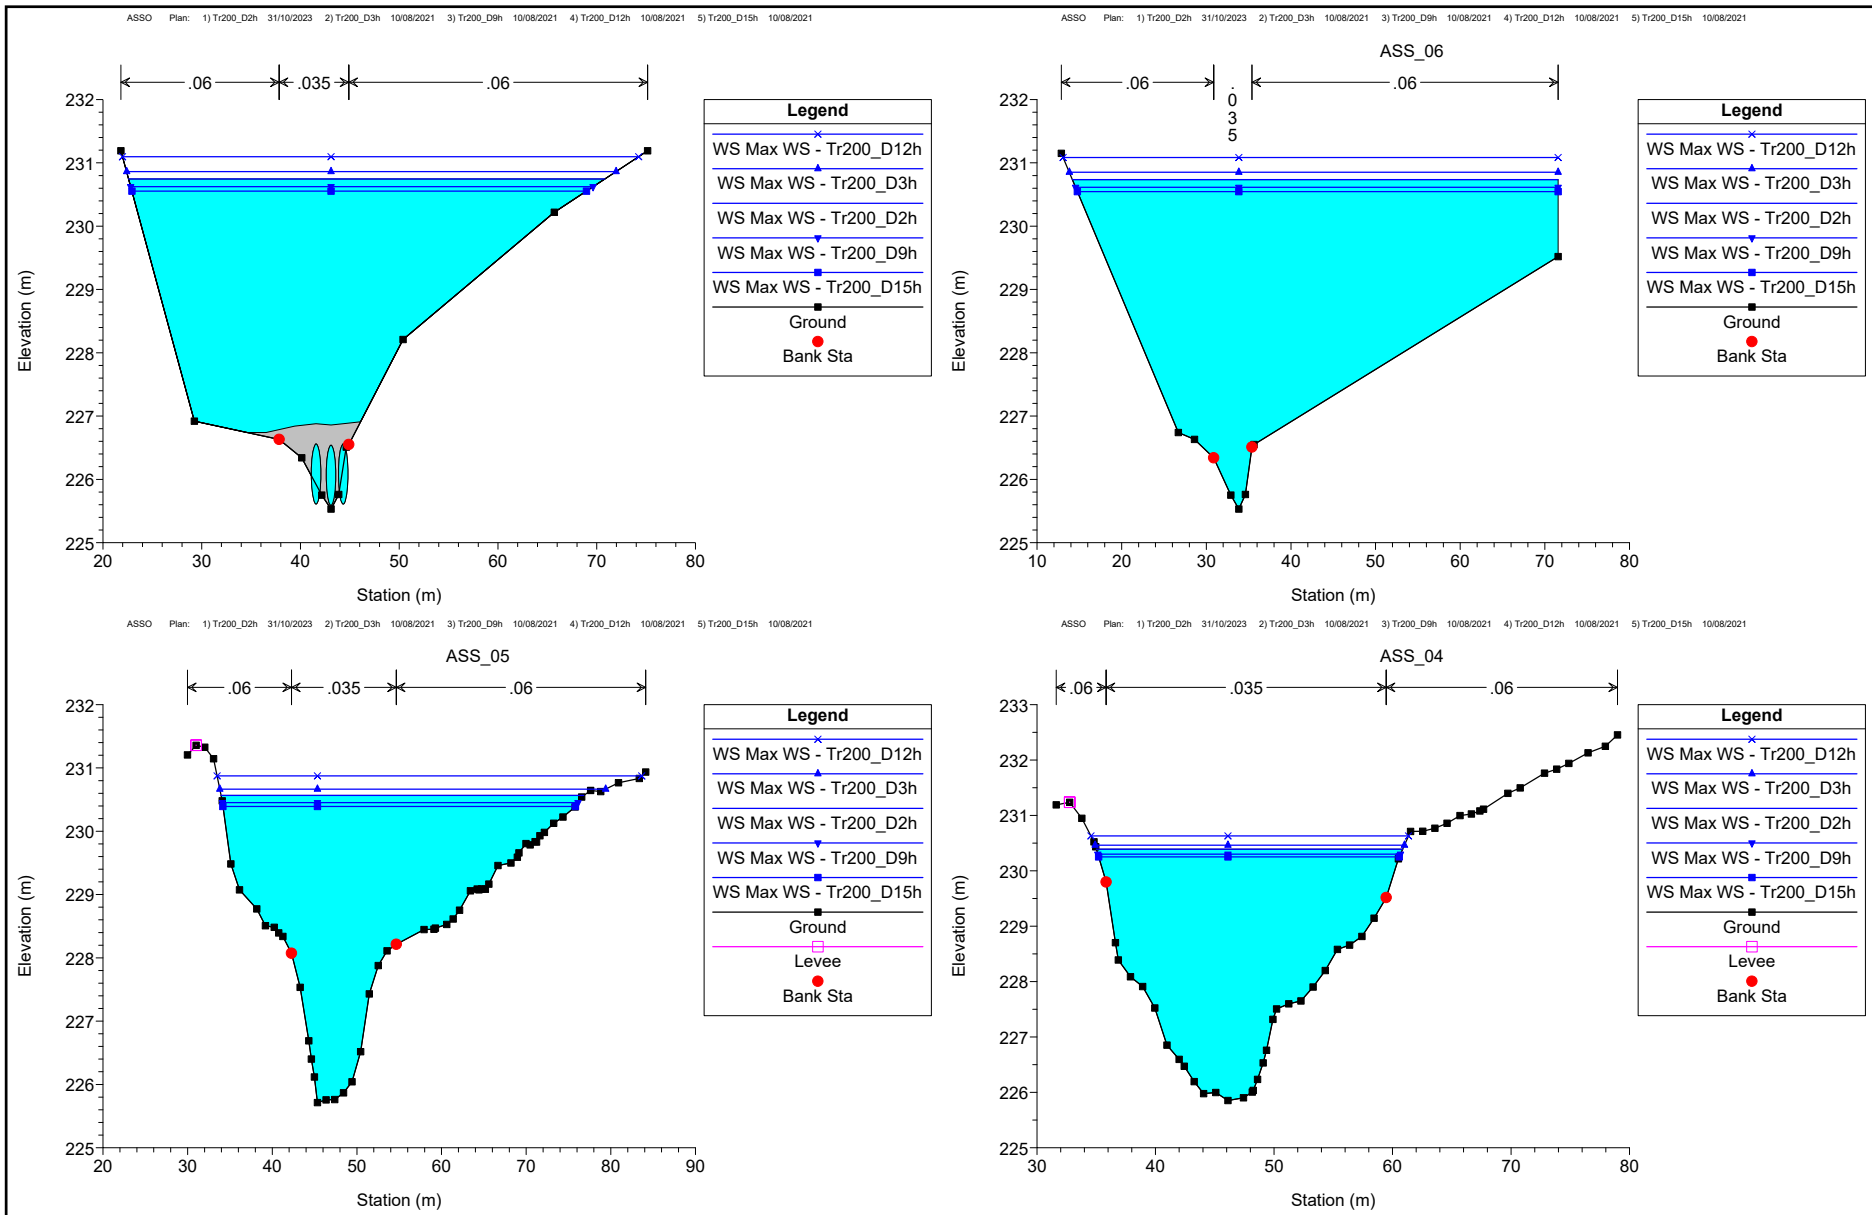 ASSO Plan: 1) Tr200_D2h 31/10/2023 2) Tr200_D3h 10/08/2021 3) Tr200_D9h 10/08/2021 4) Tr200_D12h 10/08/2021 5) Tr200_D15h 10/08/2021
.06 .035 .06
232
231
230
229
228
227
226
225
20 30 40 50 60 70 80
Elevation (m)
Station (m)
Legend
WS Max WS - Tr200_D12h
WS Max WS - Tr200_D3h
WS Max WS - Tr200_D2h
WS Max WS - Tr200_D9h
WS Max WS - Tr200_D15h
Ground
Bank Sta
ASSO Plan: 1) Tr200_D2h 31/10/2023 2) Tr200_D3h 10/08/2021 3) Tr200_D9h 10/08/2021 4) Tr200_D12h 10/08/2021 5) Tr200_D15h 10/08/2021
ASS_06
.06 .035 .06
232
231
230
229
228
227
226
225
10 20 30 40 50 60 70 80
Elevation (m)
Station (m)
Legend
WS Max WS - Tr200_D12h
WS Max WS - Tr200_D3h
WS Max WS - Tr200_D2h
WS Max WS - Tr200_D9h
WS Max WS - Tr200_D15h
Ground
Bank Sta
ASSO Plan: 1) Tr200_D2h 31/10/2023 2) Tr200_D3h 10/08/2021 3) Tr200_D9h 10/08/2021 4) Tr200_D12h 10/08/2021 5) Tr200_D15h 10/08/2021
ASS_05
.06 .035 .06
232
231
230
229
228
227
226
225
20 30 40 50 60 70 80 90
Elevation (m)
Station (m)
Legend
WS Max WS - Tr200_D12h
WS Max WS - Tr200_D3h
WS Max WS - Tr200_D2h
WS Max WS - Tr200_D9h
WS Max WS - Tr200_D15h
Ground
Levee
Bank Sta
ASSO Plan: 1) Tr200_D2h 31/10/2023 2) Tr200_D3h 10/08/2021 3) Tr200_D9h 10/08/2021 4) Tr200_D12h 10/08/2021 5) Tr200_D15h 10/08/2021
ASS_04
.06 .035 .06
233
232
231
230
229
228
227
226
225
30 40 50 60 70 80
Elevation (m)
Station (m)
Legend
WS Max WS - Tr200_D12h
WS Max WS - Tr200_D3h
WS Max WS - Tr200_D2h
WS Max WS - Tr200_D9h
WS Max WS - Tr200_D15h
Ground
Levee
Bank Sta